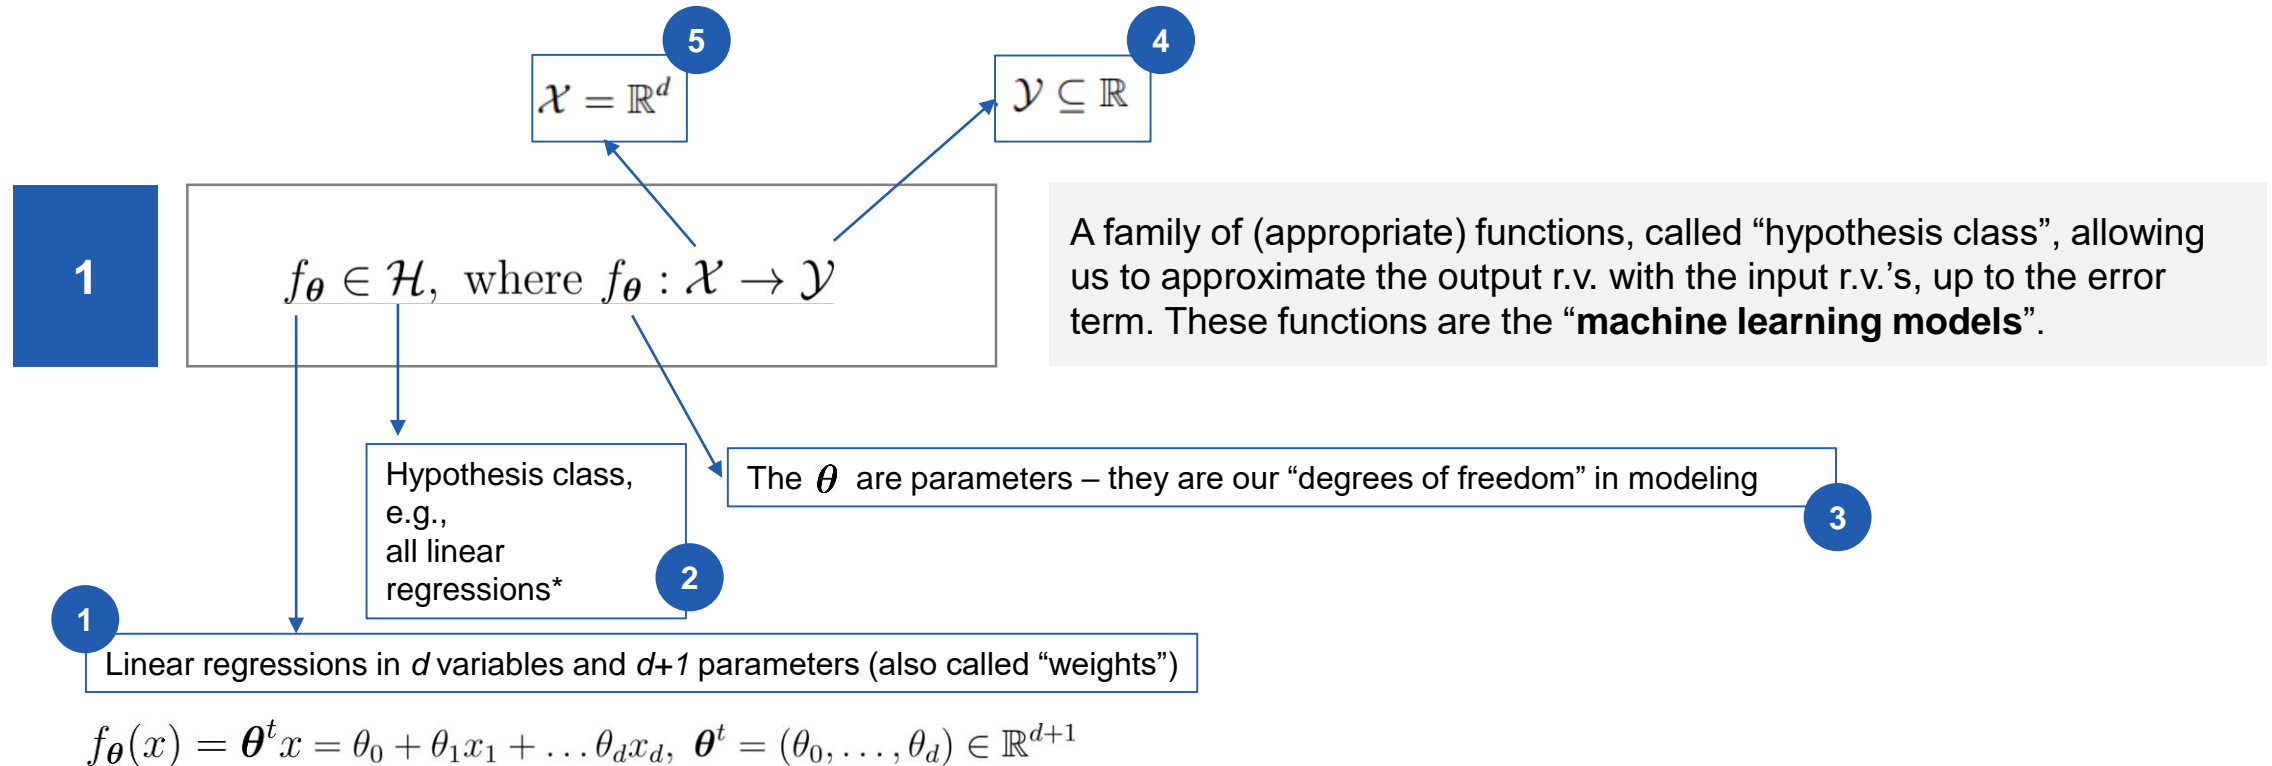 5
4
𝒳 = ℝ^d
𝒴 ⊆ ℝ
1
f_𝜽 ∈ ℋ, where f_𝜽 : 𝒳 → 𝒴
A family of (appropriate) functions, called “hypothesis class”, allowing
us to approximate the output r.v. with the input r.v.’s, up to the error
term. These functions are the “machine learning models”.
Hypothesis class,
e.g.,
all linear
regressions*
2
The 𝜽 are parameters – they are our “degrees of freedom” in modeling
3
1
Linear regressions in d variables and d+1 parameters (also called “weights”)
f_𝜽(x) = 𝜽^t x = θ_0 + θ_1x_1 + … θ_dx_d, 𝜽^t = (θ_0, …, θ_d) ∈ ℝ^{d+1}